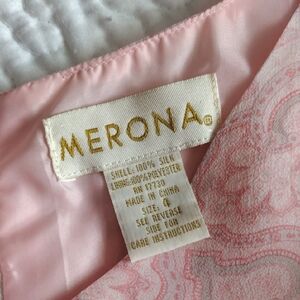 MERONA®
SHELL: 100% SILK
LINING: 100% POLYESTER
RN 17730
MADE IN CHINA
SIZE: 4
SEE REVERSE
SIDE FOR
CARE INSTRUCTIONS